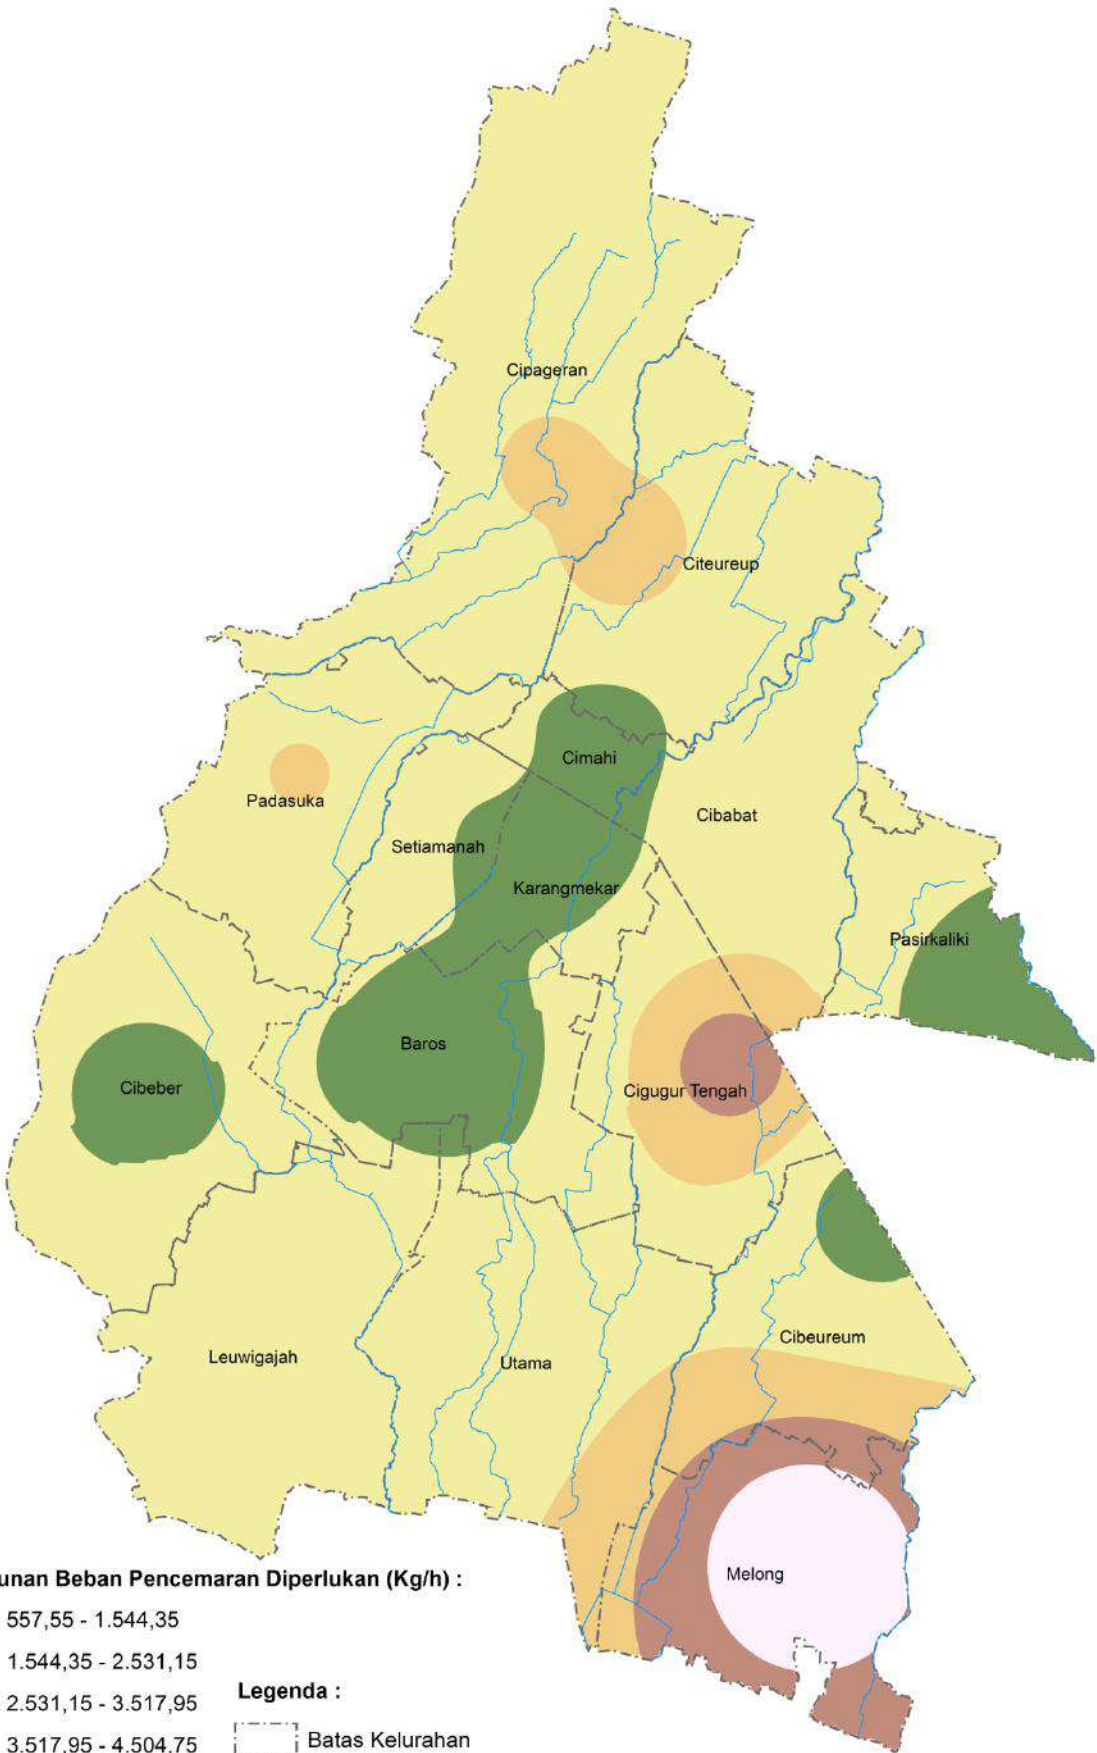 Cipageran
Citeureup
Cimahi
Padasuka
Cibabat
Setiamanah
Karangmekar
Pasirkaliki
Baros
Cibeber
Cigugur Tengah
Cibeureum
Leuwigajah
Utama
Melong
unan Beban Pencemaran Diperlukan (Kg/h) :
557,55 - 1.544,35
1.544,35 - 2.531,15
2.531,15 - 3.517,95
3.517,95 - 4.504,75
Legenda :
Batas Kelurahan